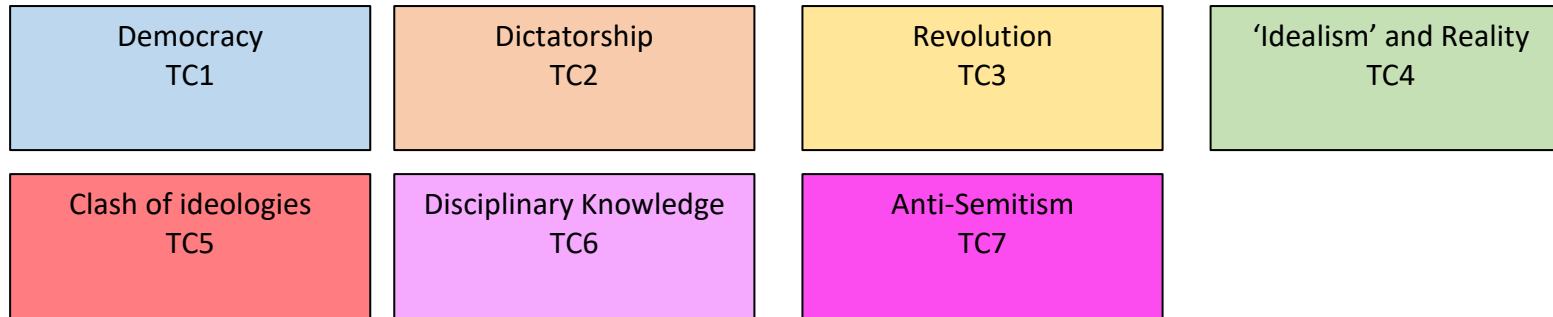 Democracy
TC1
Dictatorship
TC2
Revolution
TC3
‘Idealism’ and Reality
TC4
Clash of ideologies
TC5
Disciplinary Knowledge
TC6
Anti-Semitism
TC7